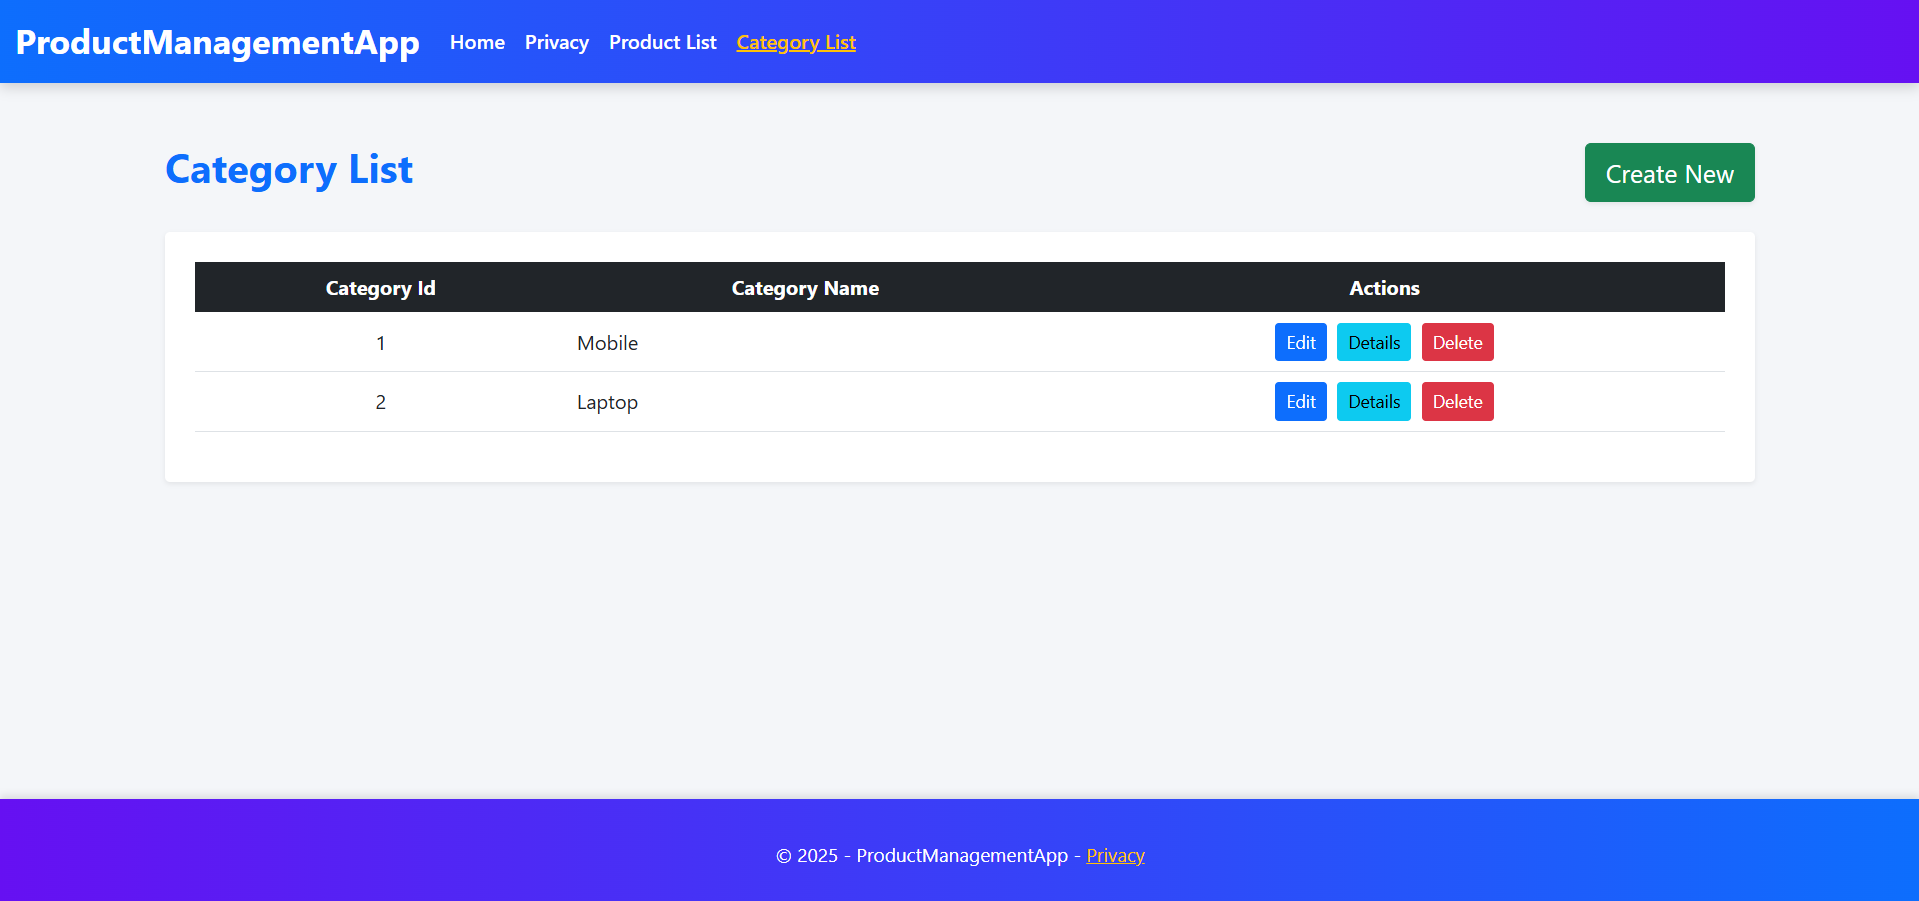 ProductManagementApp Home Privacy Product List Category List
Category List
Create New
Category Id Category Name Actions
1 Mobile Edit Details Delete
2 Laptop Edit Details Delete
© 2025 - ProductManagementApp - Privacy